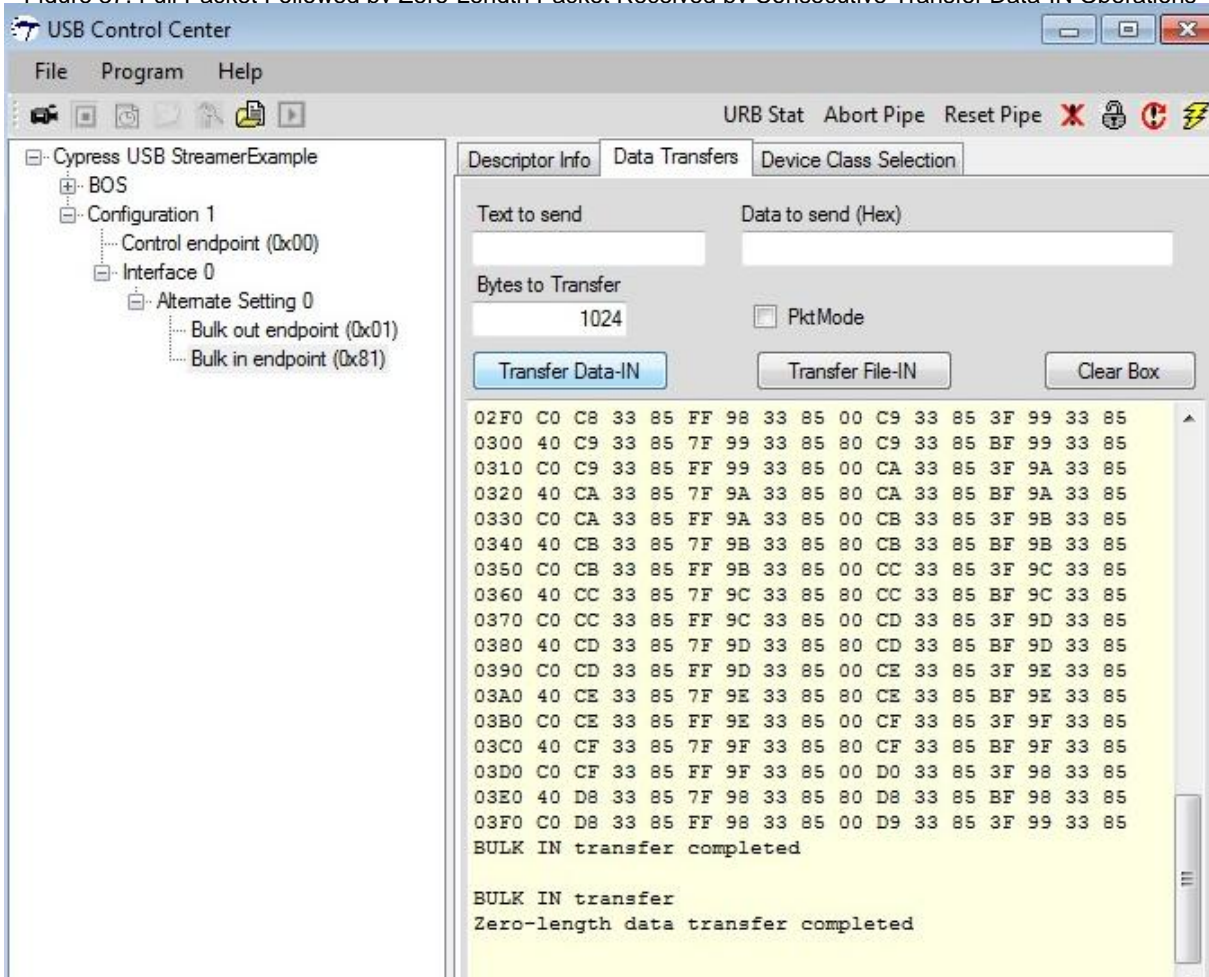 Figure 37. Full Packet Followed by Zero Length Packet Received by Consecutive Transfer Data-IN Operations
USB Control Center
File Program Help
URB Stat Abort Pipe Reset Pipe
Cypress USB StreamerExample
BOS
Configuration 1
Control endpoint (0x00)
Interface 0
Alternate Setting 0
Bulk out endpoint (0x01)
Bulk in endpoint (0x81)
Descriptor Info Data Transfers Device Class Selection
Text to send Data to send (Hex)
Bytes to Transfer
1024 PktMode
Transfer Data-IN Transfer File-IN Clear Box
02F0 C0 C8 33 85 FF 98 33 85 00 C9 33 85 3F 99 33 85
0300 40 C9 33 85 7F 99 33 85 80 C9 33 85 BF 99 33 85
0310 C0 C9 33 85 FF 99 33 85 00 CA 33 85 3F 9A 33 85
0320 40 CA 33 85 7F 9A 33 85 80 CA 33 85 BF 9A 33 85
0330 C0 CA 33 85 FF 9A 33 85 00 CB 33 85 3F 9B 33 85
0340 40 CB 33 85 7F 9B 33 85 80 CB 33 85 BF 9B 33 85
0350 C0 CB 33 85 FF 9B 33 85 00 CC 33 85 3F 9C 33 85
0360 40 CC 33 85 7F 9C 33 85 80 CC 33 85 BF 9C 33 85
0370 C0 CC 33 85 FF 9C 33 85 00 CD 33 85 3F 9D 33 85
0380 40 CD 33 85 7F 9D 33 85 80 CD 33 85 BF 9D 33 85
0390 C0 CD 33 85 FF 9D 33 85 00 CE 33 85 3F 9E 33 85
03A0 40 CE 33 85 7F 9E 33 85 80 CE 33 85 BF 9E 33 85
03B0 C0 CE 33 85 FF 9E 33 85 00 CF 33 85 3F 9F 33 85
03C0 40 CF 33 85 7F 9F 33 85 80 CF 33 85 BF 9F 33 85
03D0 C0 CF 33 85 FF 9F 33 85 00 D0 33 85 3F 98 33 85
03E0 40 D8 33 85 7F 98 33 85 80 D8 33 85 BF 98 33 85
03F0 C0 D8 33 85 FF 98 33 85 00 D9 33 85 3F 99 33 85
BULK IN transfer completed
BULK IN transfer
Zero-length data transfer completed